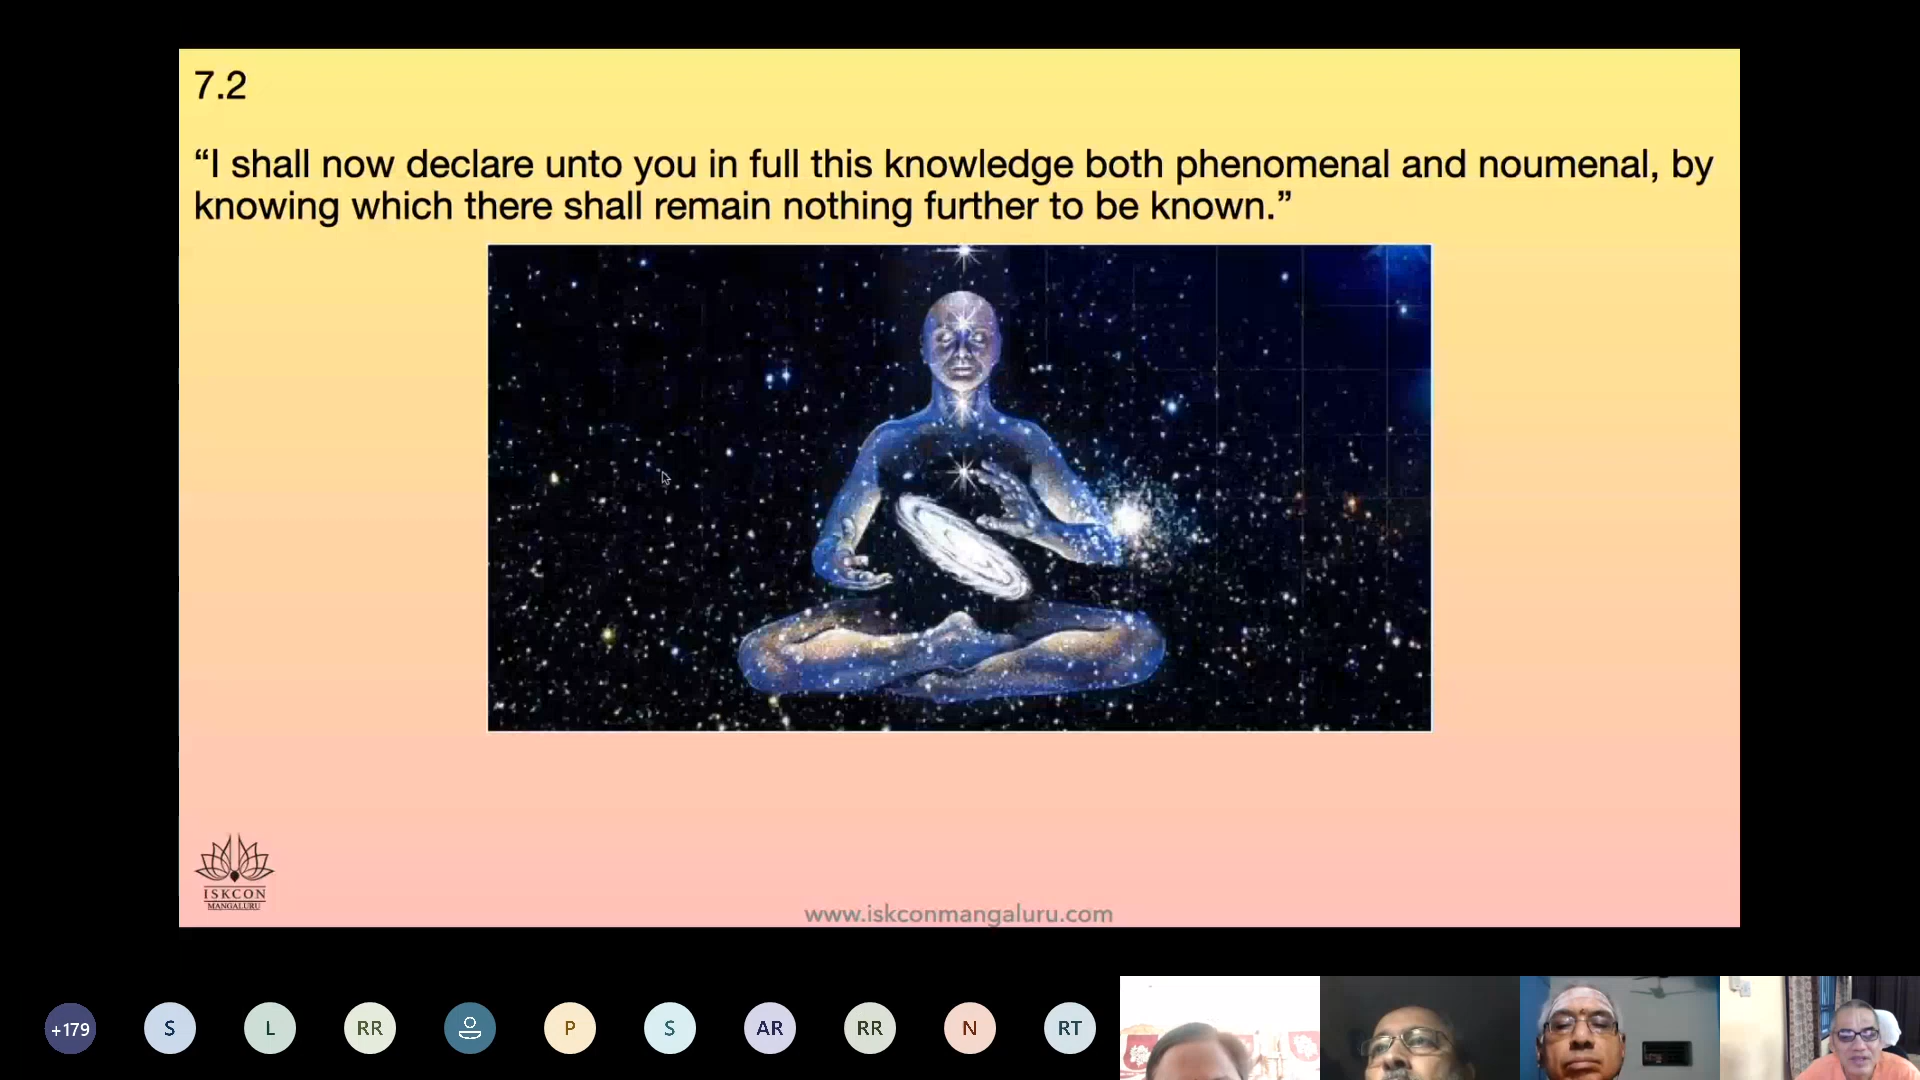 7.2
“I shall now declare unto you in full this knowledge both phenomenal and noumenal, by
knowing which there shall remain nothing further to be known.”
ISKCON
MANGALURU
www.iskconmangaluru.com
+179
S
L
RR
P
S
AR
RR
N
RT